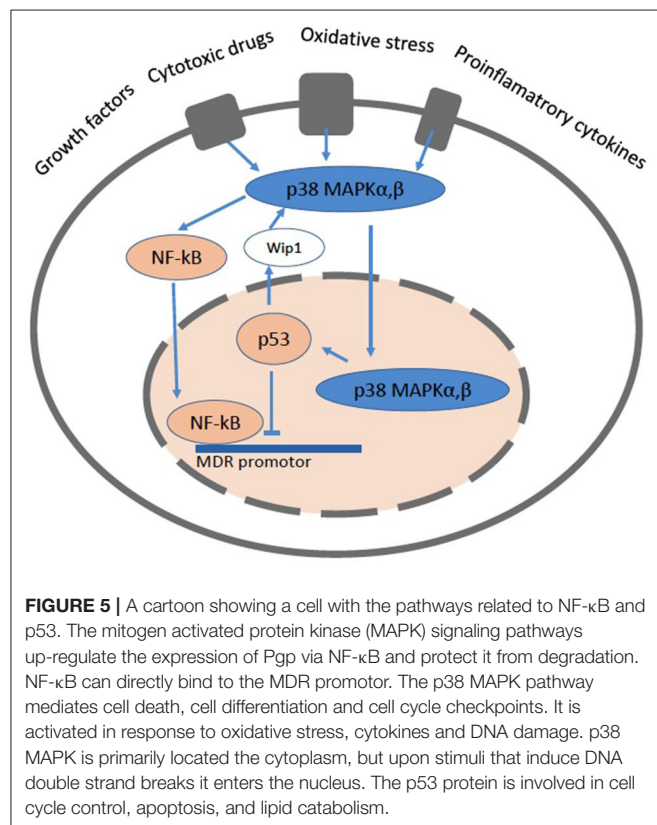 Growth factors
Cytotoxic drugs
Oxidative stress
Proinflamatrory cytokines
p38 MAPKα,β
NF-kB
Wip1
p53
p38 MAPKα,β
NF-kB
MDR promotor
FIGURE 5 | A cartoon showing a cell with the pathways related to NF-κB and
p53. The mitogen activated protein kinase (MAPK) signaling pathways
up-regulate the expression of Pgp via NF-κB and protect it from degradation.
NF-κB can directly bind to the MDR promotor. The p38 MAPK pathway
mediates cell death, cell differentiation and cell cycle checkpoints. It is
activated in response to oxidative stress, cytokines and DNA damage. p38
MAPK is primarily located the cytoplasm, but upon stimuli that induce DNA
double strand breaks it enters the nucleus. The p53 protein is involved in cell
cycle control, apoptosis, and lipid catabolism.